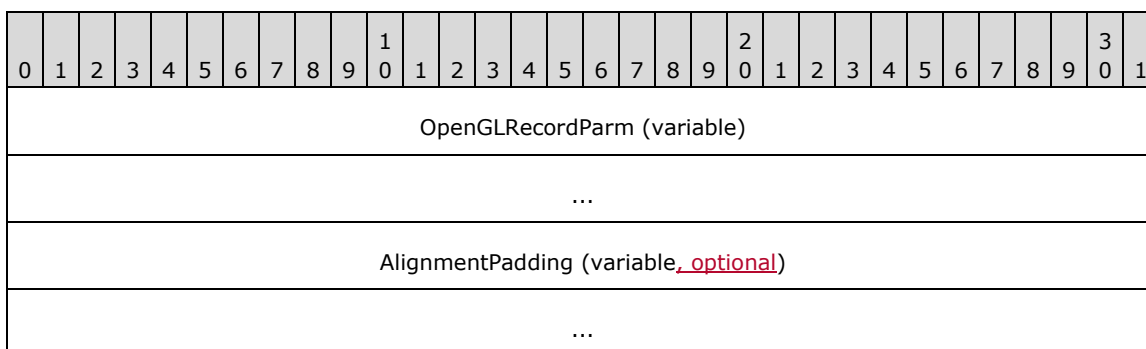 1 2 3
0 1 2 3 4 5 6 7 8 9 0 1 2 3 4 5 6 7 8 9 0 1 2 3 4 5 6 7 8 9 0 1
OpenGLRecordParm (variable)
...
AlignmentPadding (variable, optional)
...